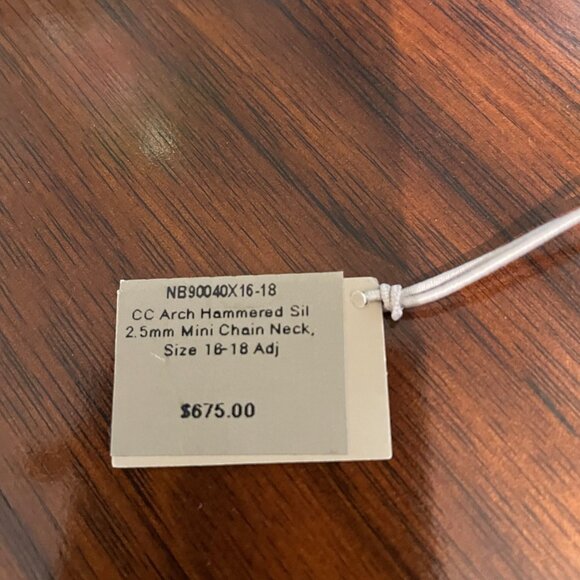 NB90040X16-18
CC Arch Hammered Sil
2.5mm Mini Chain Neck,
Size 16-18 Adj
$675.00